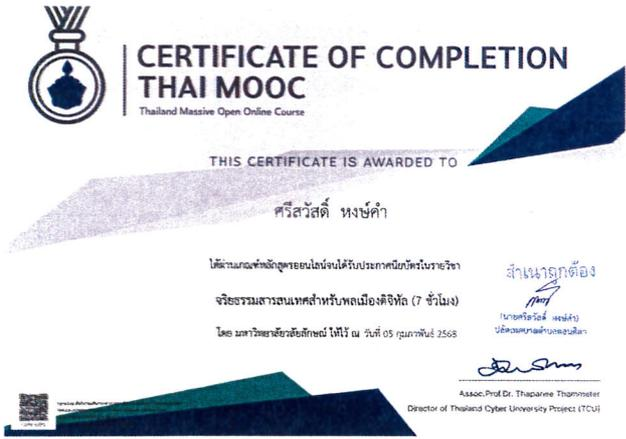 CERTIFICATE OF COMPLETION
THAI MOOC
Thailand Massive Open Online Course
THIS CERTIFICATE IS AWARDED TO
ศรีสวัสดิ์ หงษ์คำ
ได้ผ่านเกณฑ์หลักสูตรออนไลน์จนได้รับประกาศนียบัตรในรายวิชา
จริยธรรมสารสนเทศสำหรับพลเมืองดิจิทัล (7 ชั่วโมง)
โดย มหาวิทยาลัยวลัยลักษณ์ ให้ไว้ ณ วันที่ 05 กุมภาพันธ์ 2568
สำเนาถูกต้อง
(นายศรีสวัสดิ์ หงษ์คำ)
Assoc.Prof.Dr. Thapanee Thammeter
Director of Thailand Cyber University Project (TCU)